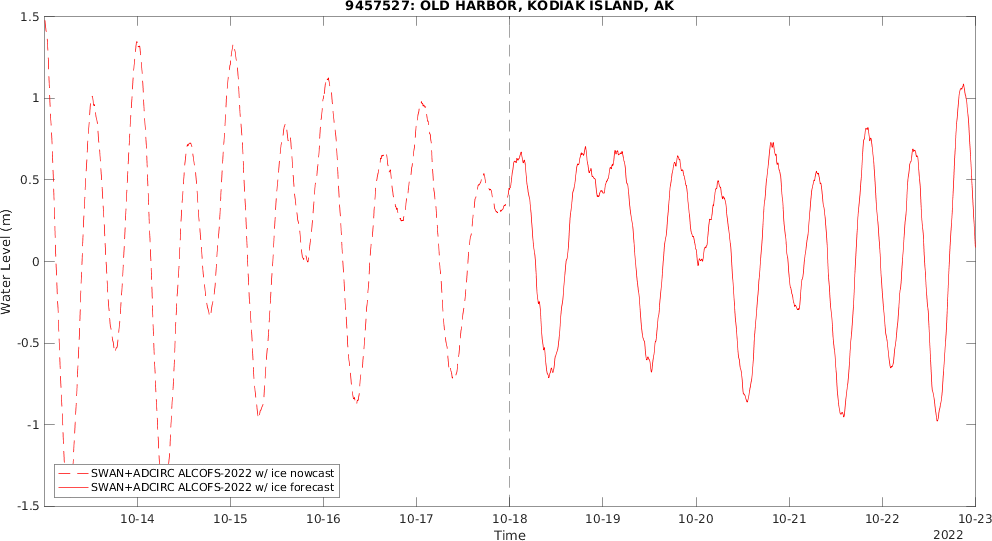 9457527: OLD HARBOR, KODIAK ISLAND, AK
1.5
1
0.5
0
-0.5
-1
-1.5
Water Level (m)
SWAN+ADCIRC ALCOFS-2022 w/ ice nowcast
SWAN+ADCIRC ALCOFS-2022 w/ ice forecast
10-14 10-15 10-16 10-17 10-18 10-19 10-20 10-21 10-22 10-23
Time
2022